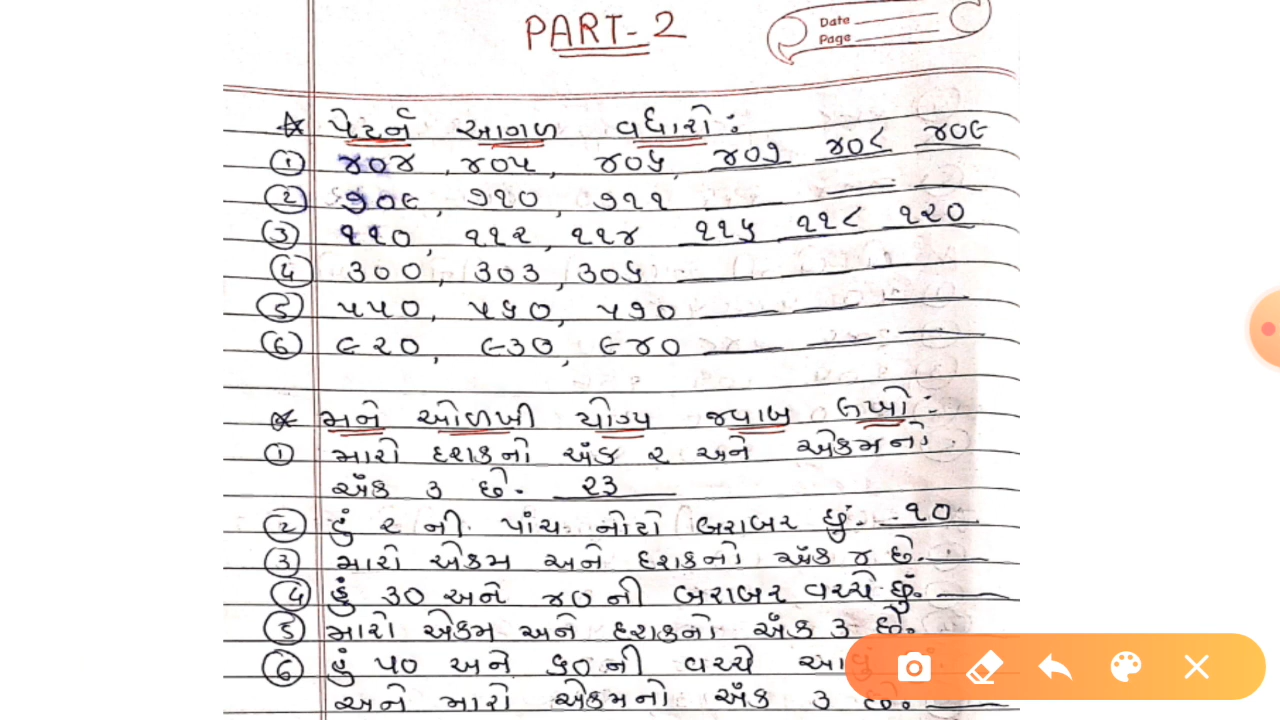 PART-2
Date
Page
☆ પેટર્ન આગળ વધારો:
① ૪૦૪, ૪૦૫, ૪૦૬, ૪૦૭ ૪૦૮ ૪૦૯
② ૭૦૯, ૭૧૦, ૭૧૧
③ ૧૧૦, ૧૧૨, ૧૧૪ ૧૧૬ ૧૧૮ ૧૨૦
④ ૩૦૦, ૩૦૩, ૩૦૬
⑤ ૫૫૦, ૫૬૦, ૫૭૦
⑥ ૯૨૦, ૯૩૦, ૯૪૦
☆ મને ઓળખી યોગ્ય જવાબ લખો:
① મારો દશકનો અંક ૨ અને એકમનો
અંક ૩ છે. ૨૩
② હું ૨ ની પાંચ નોટો બરાબર છું. ૧૦
③ મારો એકમ અને દશકનો અંક ૪ છે.
④ હું ૩૦ અને ૪૦ ની બરાબર વચ્ચે છું.
⑤ મારો એકમ અને દશકનો અંક ૩ છે.
⑥ હું ૫૦ અને ૬૦ ની વચ્ચે
અને મારો એકમનો અંક ૩ છે.